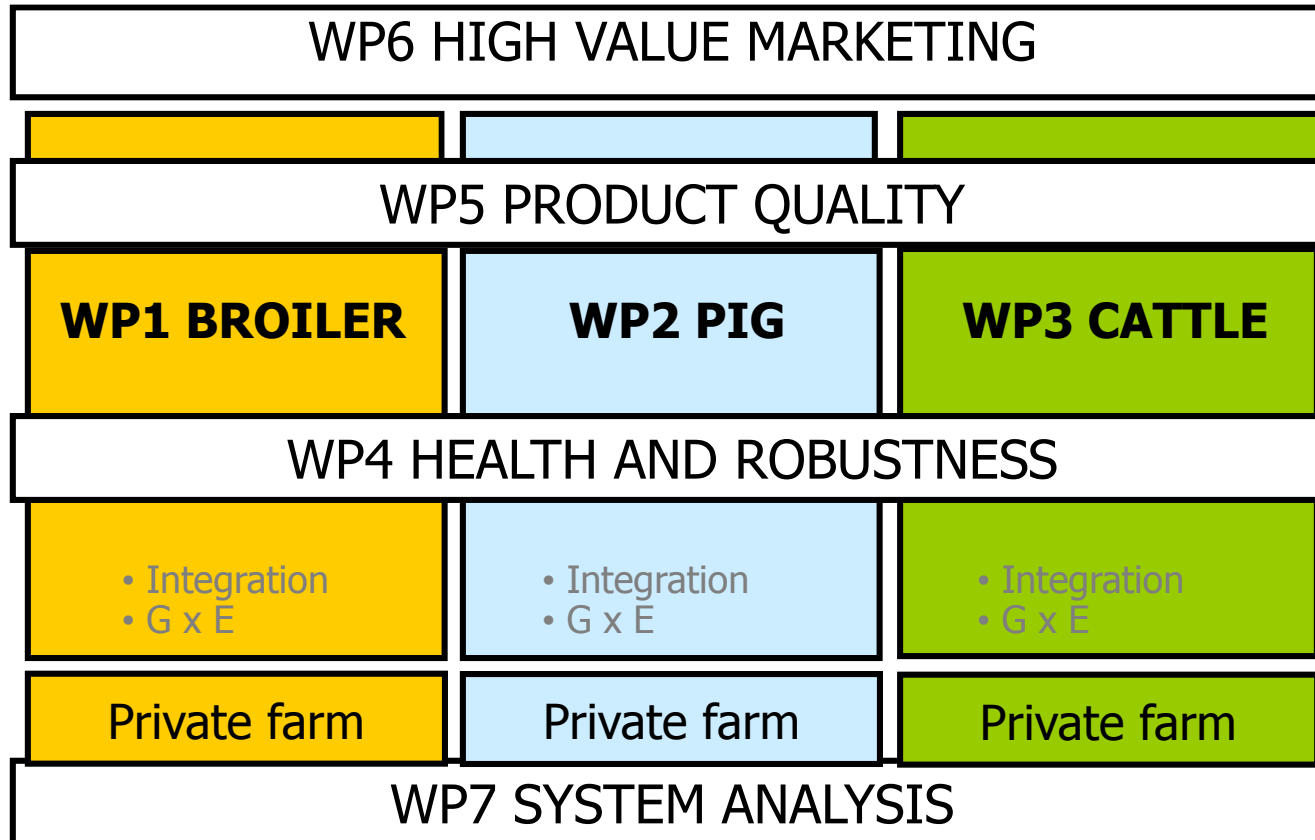 WP6 HIGH VALUE MARKETING
WP5 PRODUCT QUALITY
WP1 BROILER
WP2 PIG
WP3 CATTLE
WP4 HEALTH AND ROBUSTNESS
• Integration
• G x E
• Integration
• G x E
• Integration
• G x E
Private farm
Private farm
Private farm
WP7 SYSTEM ANALYSIS